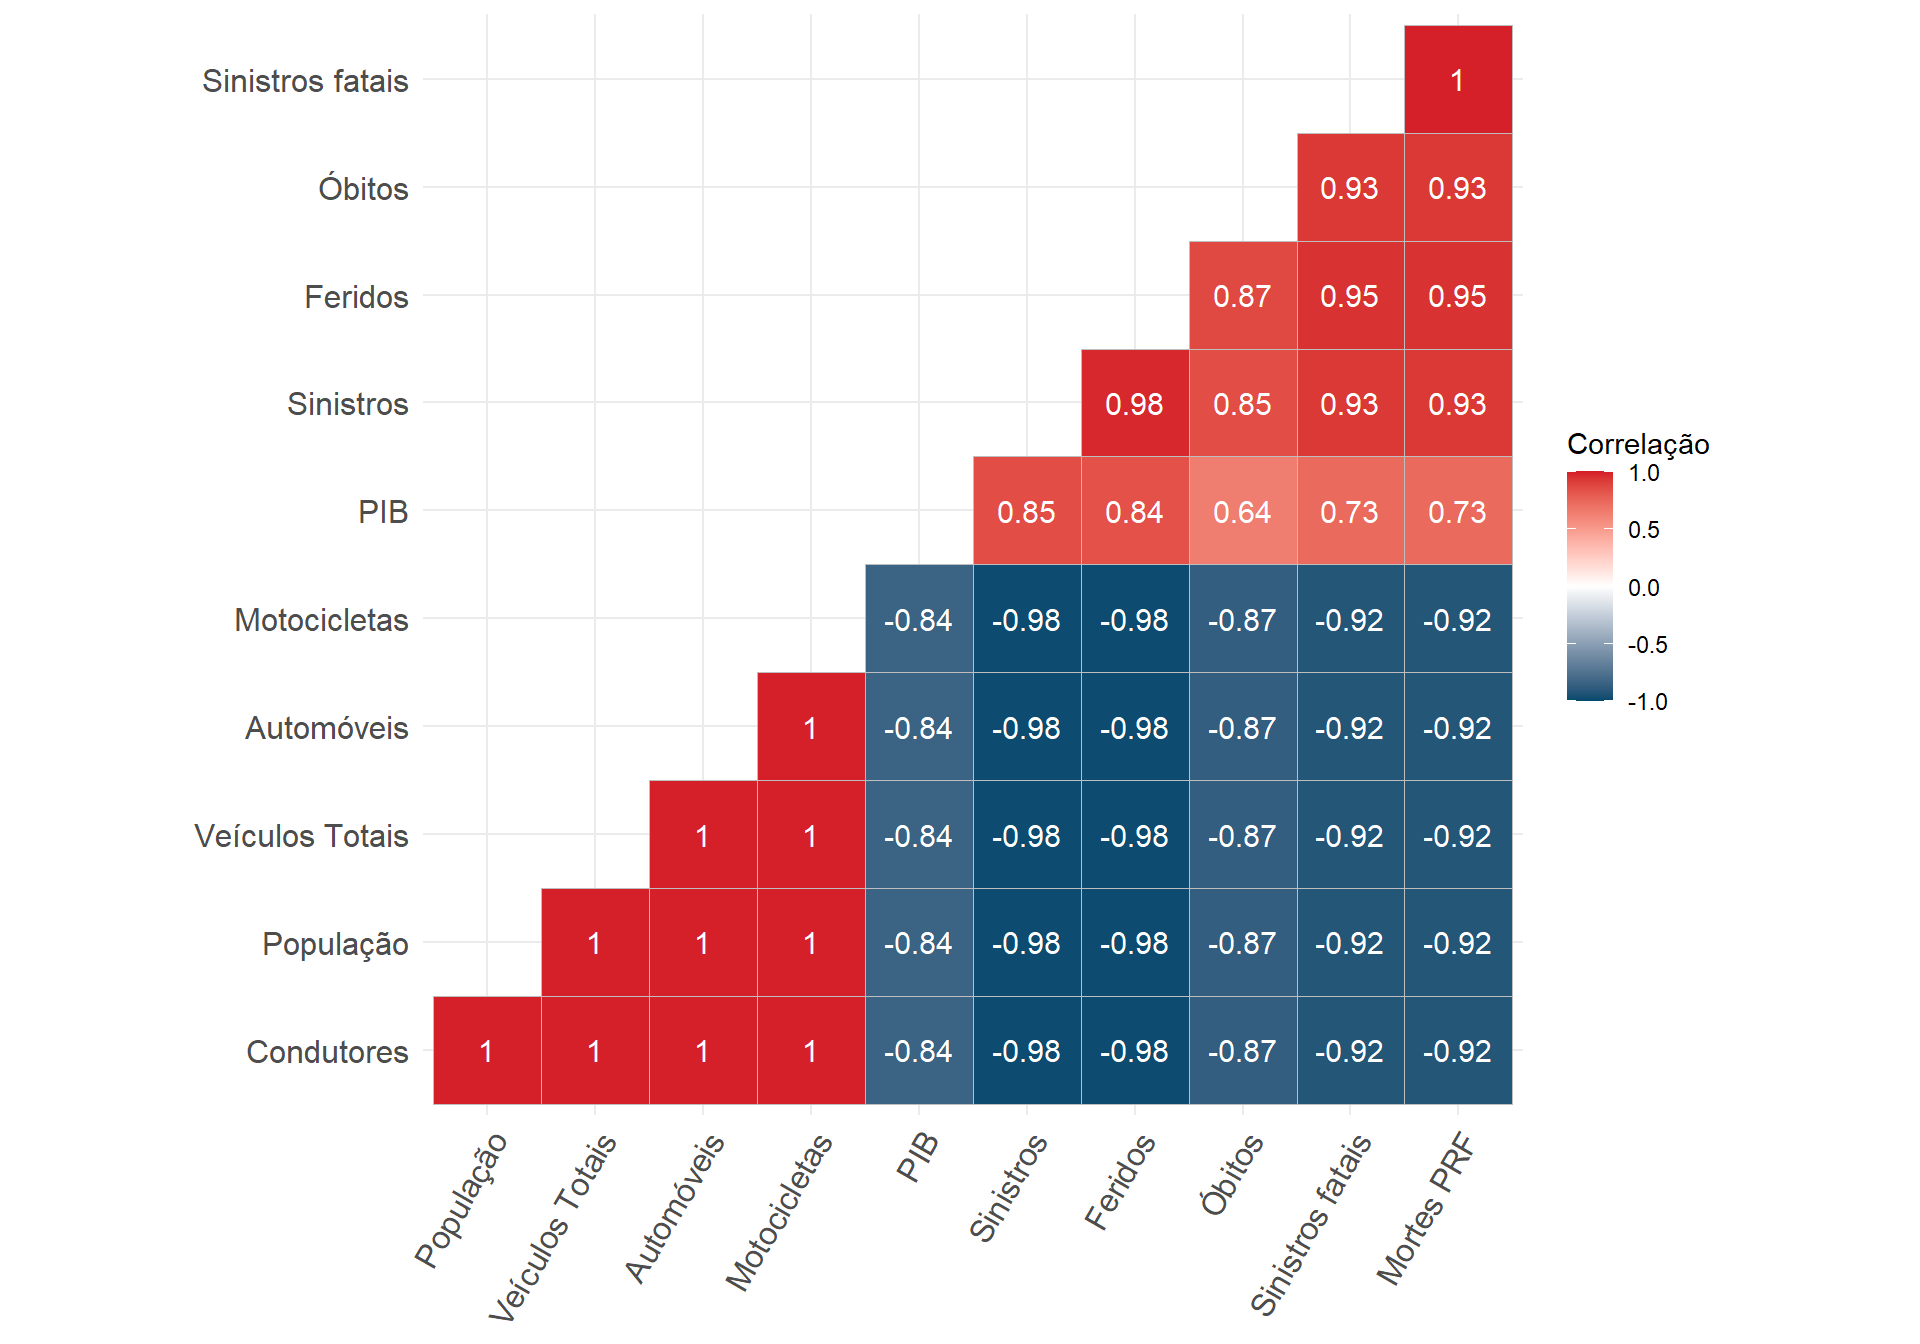 Sinistros fatais 1
Óbitos 0.93 0.93
Feridos 0.87 0.95 0.95
Sinistros 0.98 0.85 0.93 0.93
PIB 0.85 0.84 0.64 0.73 0.73
Motocicletas -0.84 -0.98 -0.98 -0.87 -0.92 -0.92
Automóveis 1 -0.84 -0.98 -0.98 -0.87 -0.92 -0.92
Veículos Totais 1 1 -0.84 -0.98 -0.98 -0.87 -0.92 -0.92
População 1 1 1 -0.84 -0.98 -0.98 -0.87 -0.92 -0.92
Condutores 1 1 1 1 -0.84 -0.98 -0.98 -0.87 -0.92 -0.92
População
Veículos Totais
Automóveis
Motocicletas
PIB
Sinistros
Feridos
Óbitos
Sinistros fatais
Mortes PRF
Correlação
1.0
0.5
0.0
-0.5
-1.0